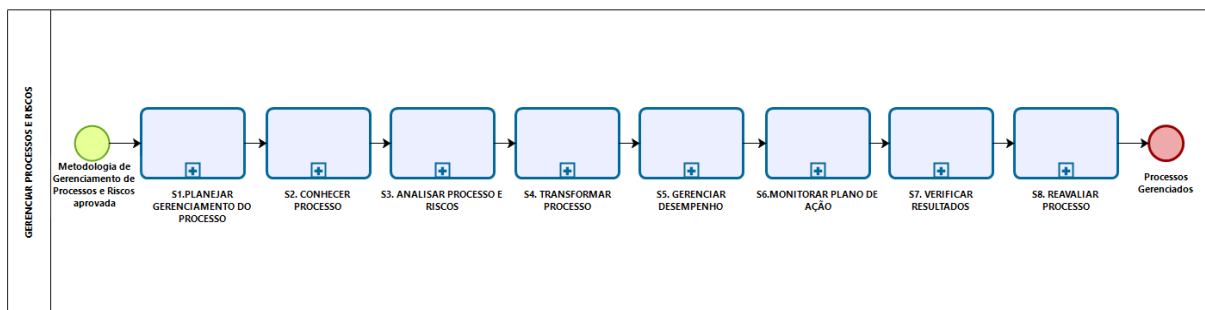 GERENCIAR PROCESSOS E RISCOS
Metodologia de
Gerenciamento de
Processos e Riscos
aprovada
S1.PLANEJAR
GERENCIAMENTO DO
PROCESSO
S2. CONHECER
PROCESSO
S3. ANALISAR PROCESSO E
RISCOS
S4. TRANSFORMAR
PROCESSO
S5. GERENCIAR
DESEMPENHO
S6.MONITORAR PLANO DE
AÇÃO
S7. VERIFICAR
RESULTADOS
S8. REAVALIAR
PROCESSO
Processos
Gerenciados